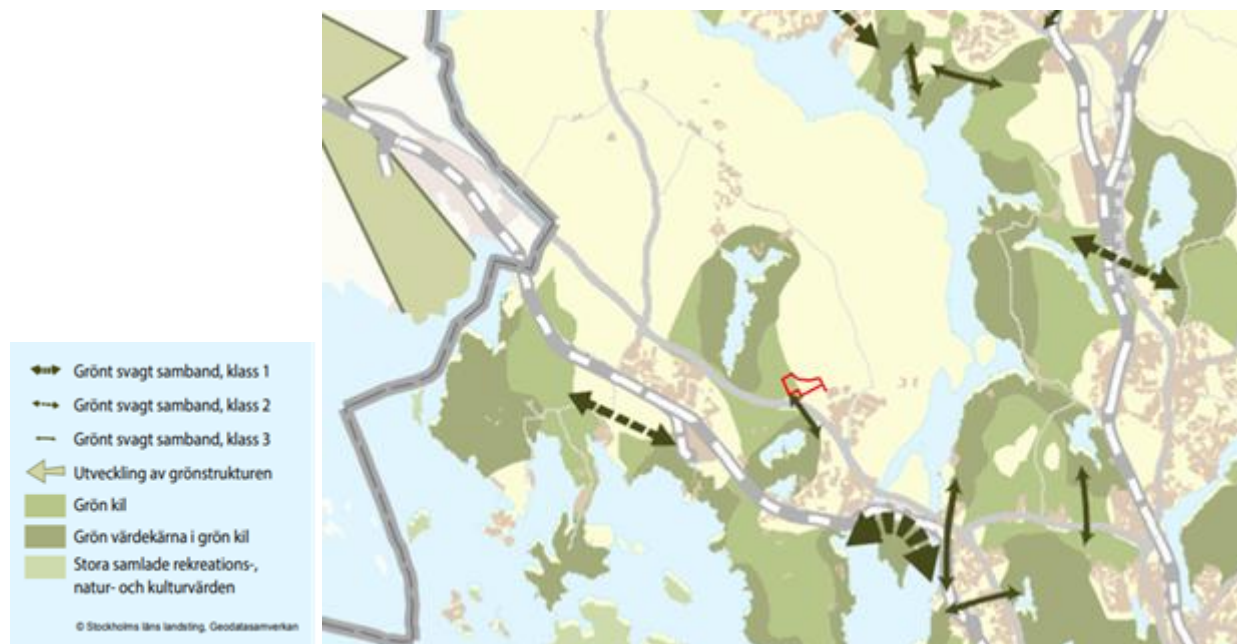 Grönt svagt samband, klass 1
Grönt svagt samband, klass 2
Grönt svagt samband, klass 3
Utveckling av grönstrukturen
Grön kil
Grön värdekärna i grön kil
Stora samlade rekreations-,
natur- och kulturvärden
© Stockholms läns landsting, Geodatasamverkan